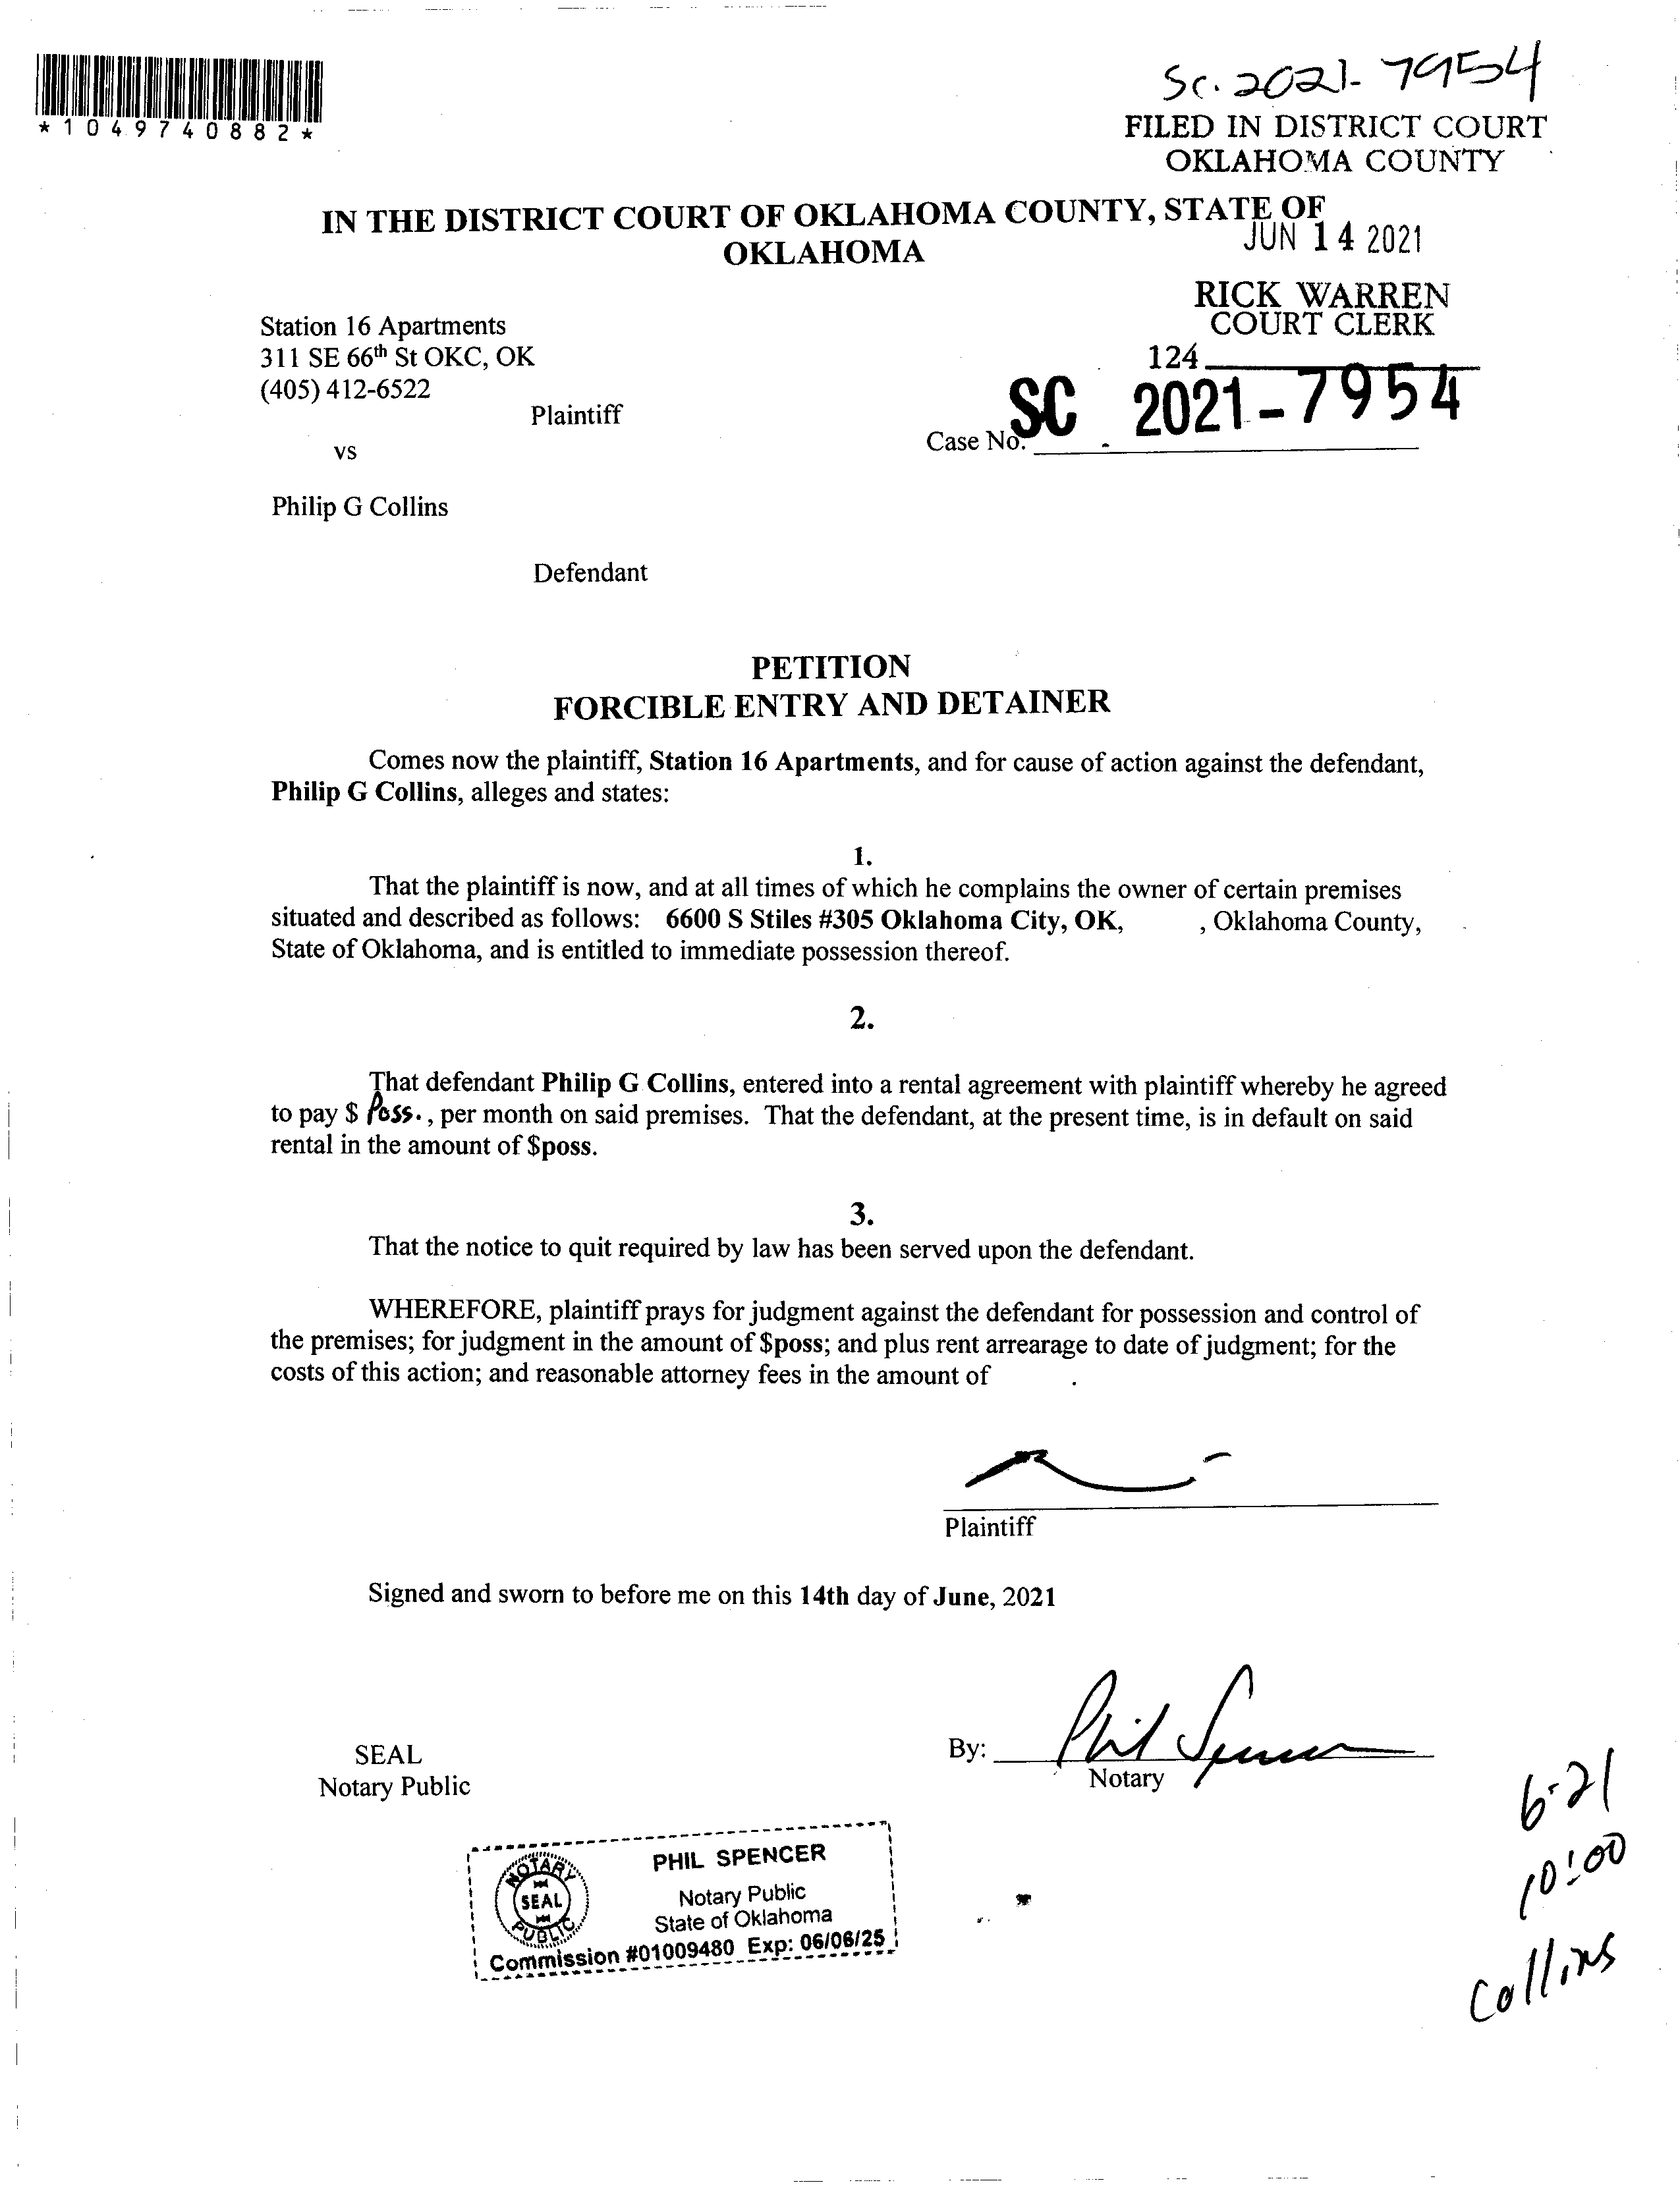 Sc. 2021-7954
*1049740882*
FILED IN DISTRICT COURT
OKLAHOMA COUNTY
IN THE DISTRICT COURT OF OKLAHOMA COUNTY, STATE OF
OKLAHOMA
JUN 14 2021
RICK WARREN
COURT CLERK
124
Station 16 Apartments
311 SE 66th St OKC, OK
(405) 412-6522
Plaintiff
SC 2021-7954
Case No.
vs
Philip G Collins
Defendant
PETITION
FORCIBLE ENTRY AND DETAINER
Comes now the plaintiff, Station 16 Apartments, and for cause of action against the defendant,
Philip G Collins, alleges and states:
1.
That the plaintiff is now, and at all times of which he complains the owner of certain premises
situated and described as follows: 6600 S Stiles #305 Oklahoma City, OK, , Oklahoma County,
State of Oklahoma, and is entitled to immediate possession thereof.
2.
That defendant Philip G Collins, entered into a rental agreement with plaintiff whereby he agreed
to pay $ Poss. , per month on said premises. That the defendant, at the present time, is in default on said
rental in the amount of $poss.
3.
That the notice to quit required by law has been served upon the defendant.
WHEREFORE, plaintiff prays for judgment against the defendant for possession and control of
the premises; for judgment in the amount of $poss; and plus rent arrearage to date of judgment; for the
costs of this action; and reasonable attorney fees in the amount of .
Plaintiff
Signed and sworn to before me on this 14th day of June, 2021
SEAL
Notary Public
By: Phil Spencer
Notary
NOTARY
SEAL
PUBLIC
PHIL SPENCER
Notary Public
State of Oklahoma
Commission #01009480 Exp: 06/06/25
6-21
10:00
Collins